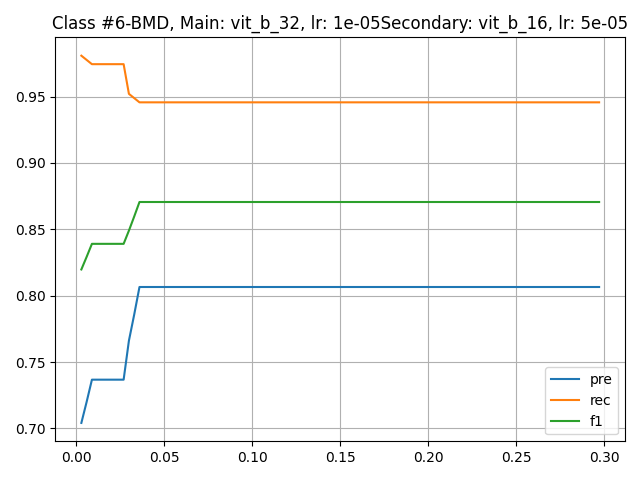 Class #6-BMD, Main: vit_b_32, lr: 1e-05Secondary: vit_b_16, lr: 5e-05
0.95
0.90
0.85
0.80
0.75
0.70
pre
rec
f1
0.00 0.05 0.10 0.15 0.20 0.25 0.30